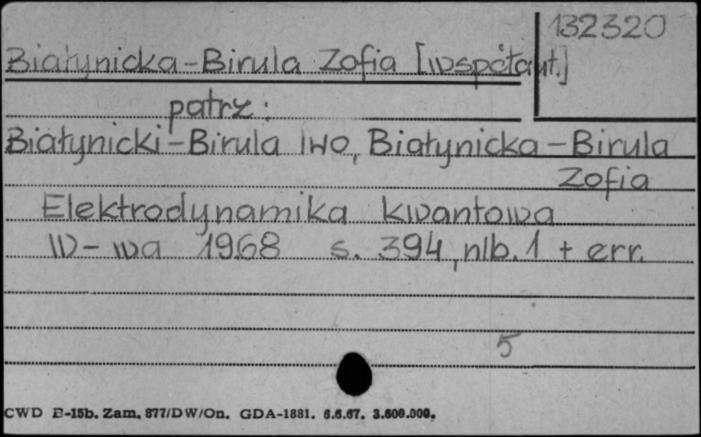 132320
Białynicka-Birula Zofia [współaut.]
patrz:
Białynicki-Birula Iwo, Białynicka-Birula
Zofia
Elektrodynamika kwantowa
W-wa 1968 s. 394, nlb. 1 + err.
5
CWD B-15b. Zam. 877/DW/On. GDA-1881. 6.6.67. 3.600.000.